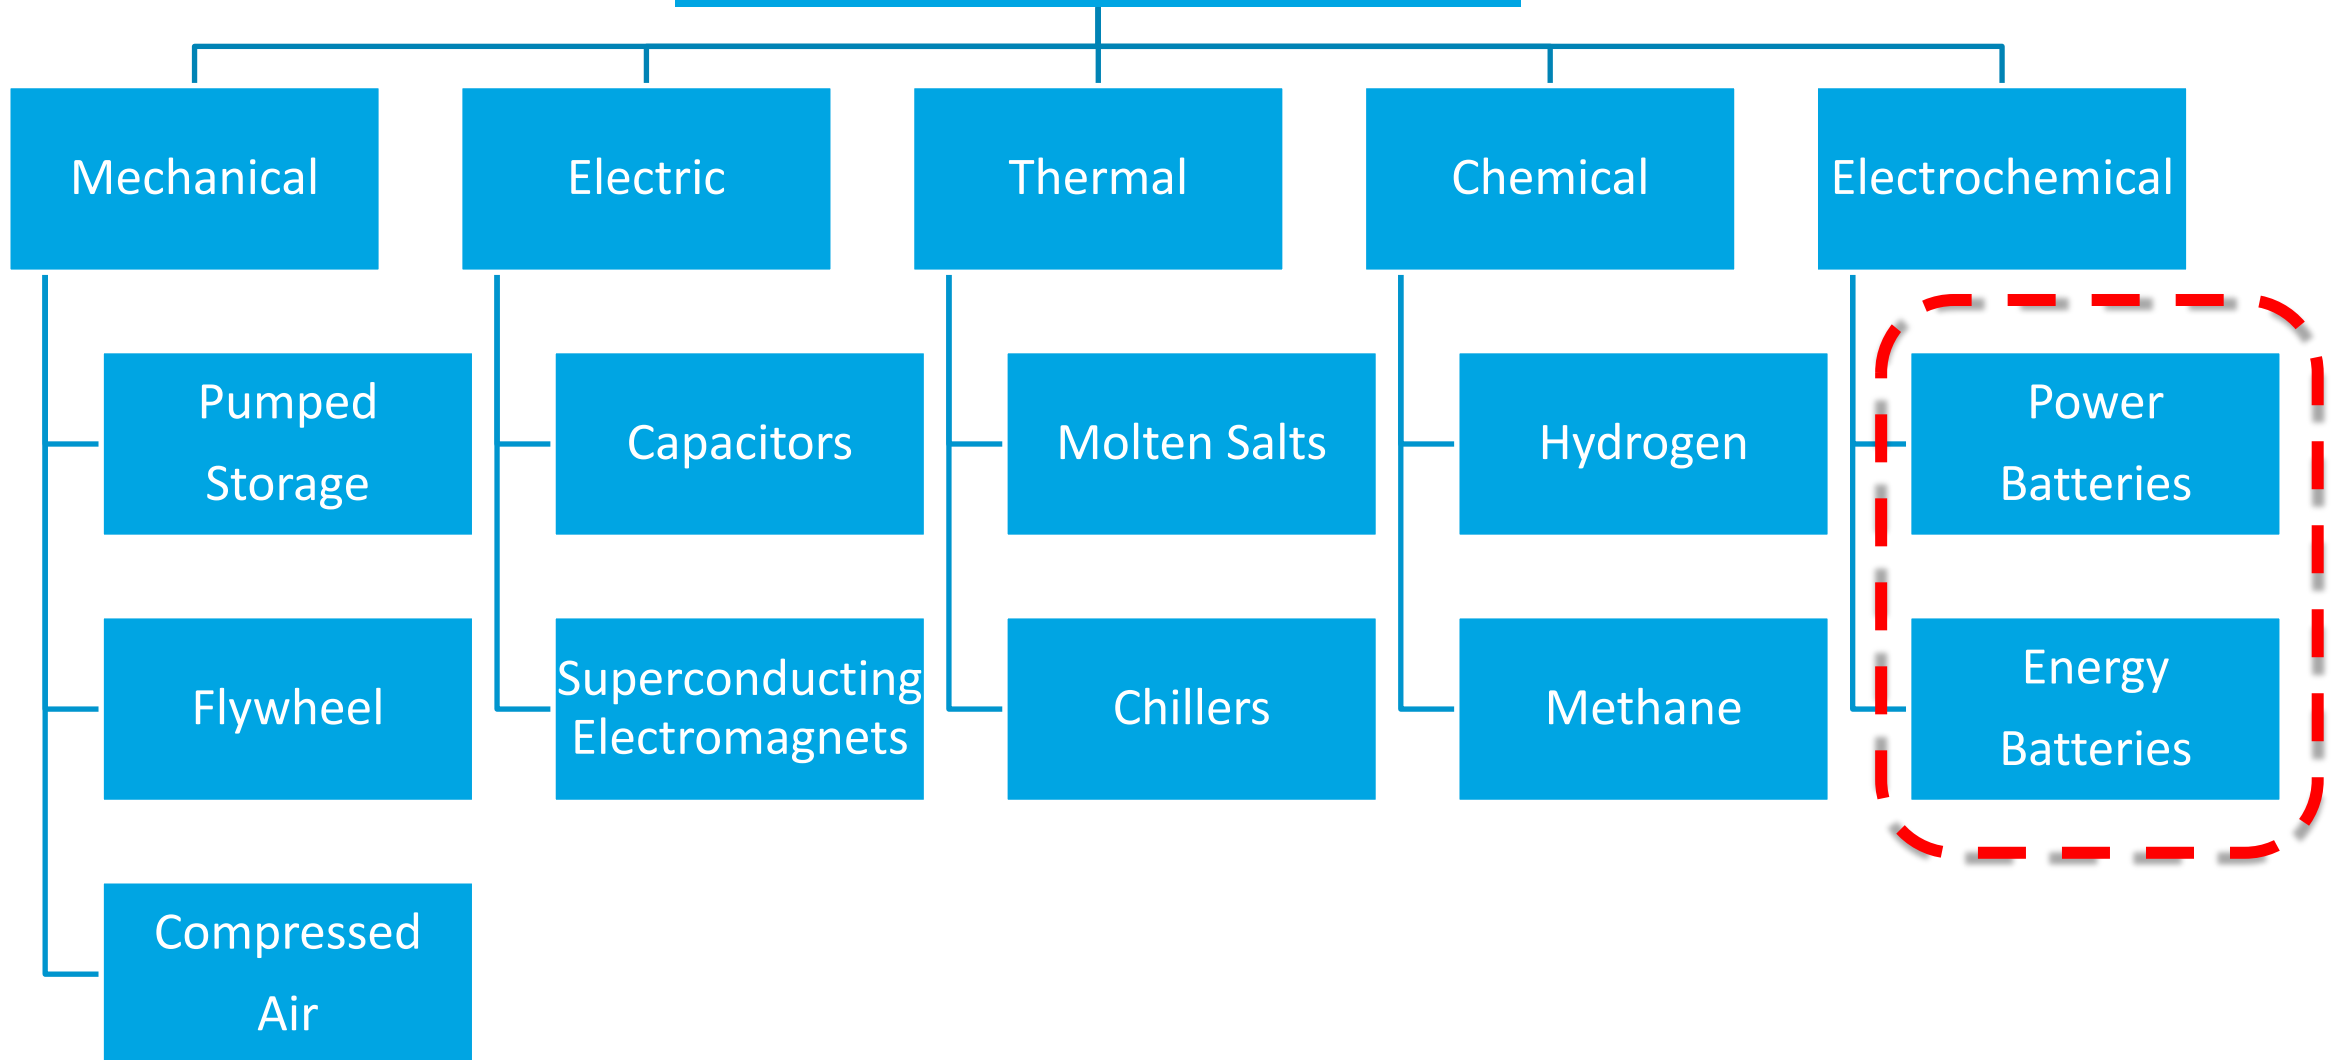 Mechanical
Electric
Thermal
Chemical
Electrochemical
Pumped
Storage
Capacitors
Molten Salts
Hydrogen
Power
Batteries
Flywheel
Superconducting
Electromagnets
Chillers
Methane
Energy
Batteries
Compressed
Air